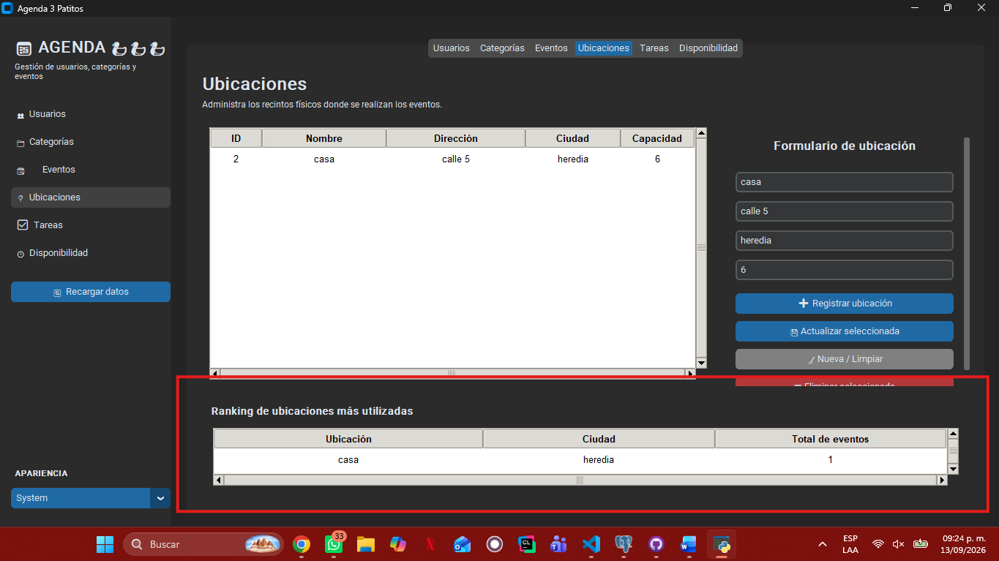 Agenda 3 Patitos
AGENDA
Gestión de usuarios, categorías y
eventos
Usuarios
Categorías
Eventos
Ubicaciones
Tareas
Disponibilidad
Recargar datos
APARIENCIA
System
Usuarios Categorías Eventos Ubicaciones Tareas Disponibilidad
Ubicaciones
Administra los recintos físicos donde se realizan los eventos.
ID Nombre Dirección Ciudad Capacidad
2 casa calle 5 heredia 6
Formulario de ubicación
casa
calle 5
heredia
6
Registrar ubicación
Actualizar seleccionada
Nueva / Limpiar
Eliminar seleccionada
Ranking de ubicaciones más utilizadas
Ubicación Ciudad Total de eventos
casa heredia 1
Buscar
33
CL
N
W
ESP
LAA
09:24 p. m.
13/09/2026